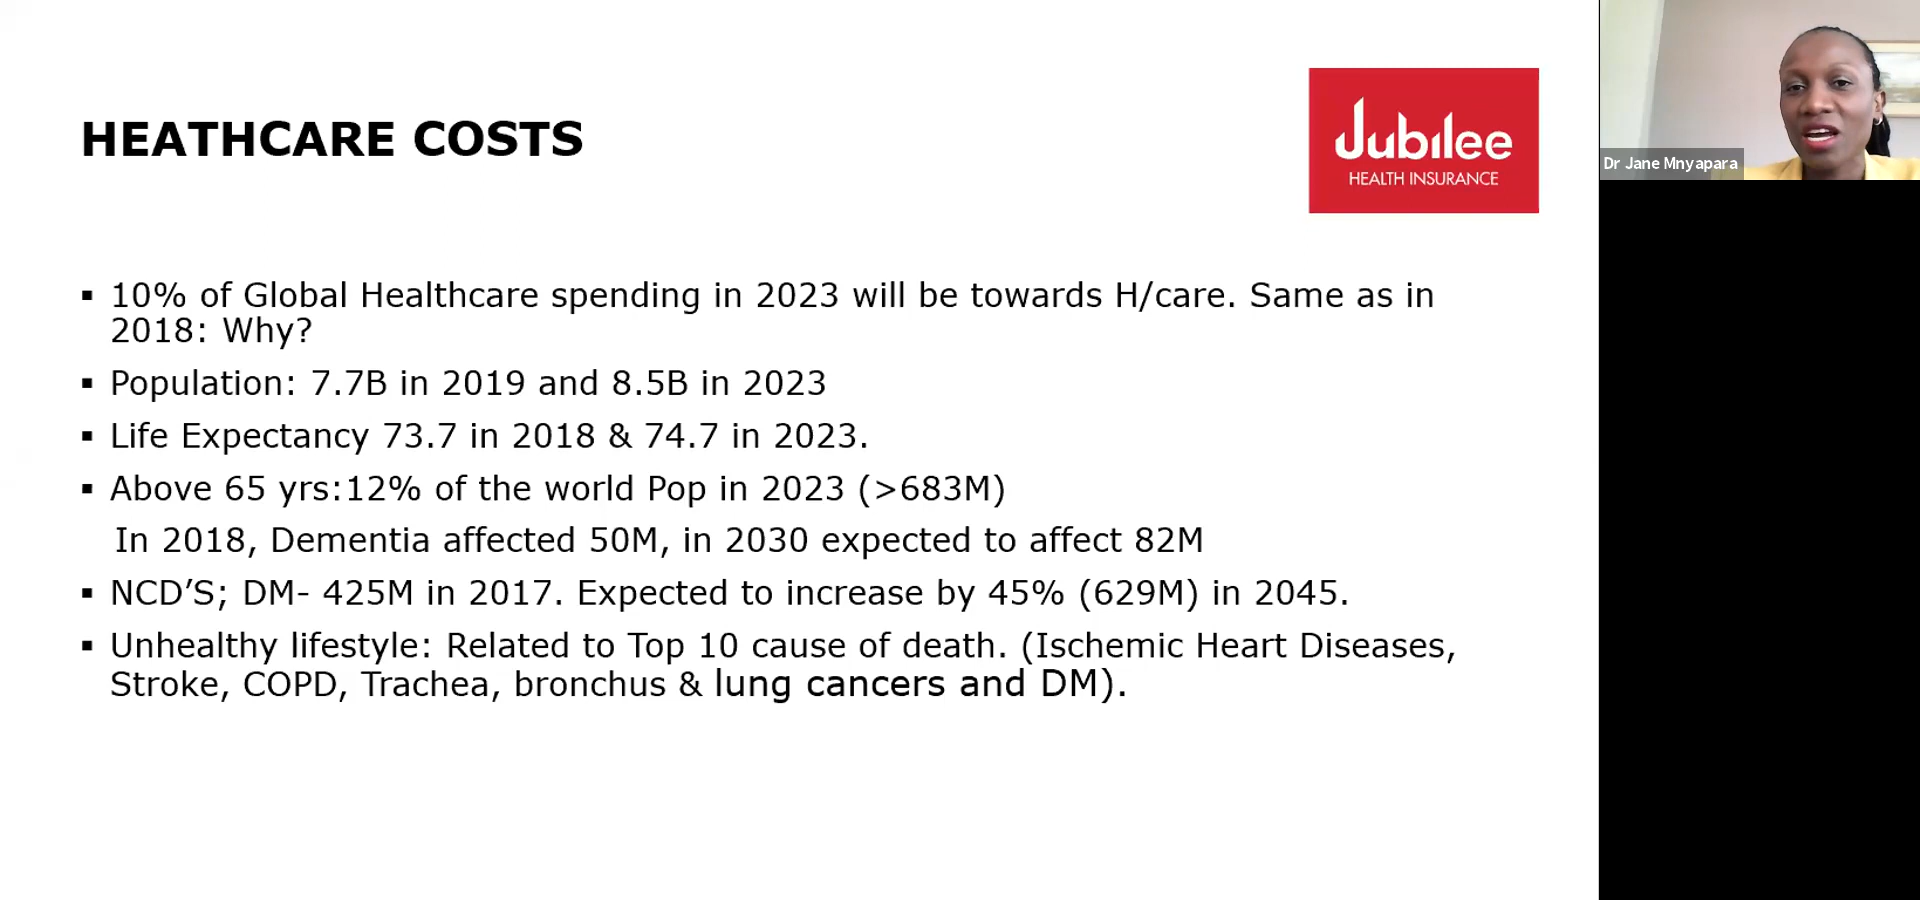 HEATHCARE COSTS
Jubilee
HEALTH INSURANCE
Dr Jane Mnyapara
▪ 10% of Global Healthcare spending in 2023 will be towards H/care. Same as in
2018: Why?
▪ Population: 7.7B in 2019 and 8.5B in 2023
▪ Life Expectancy 73.7 in 2018 & 74.7 in 2023.
▪ Above 65 yrs:12% of the world Pop in 2023 (>683M)
In 2018, Dementia affected 50M, in 2030 expected to affect 82M
▪ NCD’S; DM- 425M in 2017. Expected to increase by 45% (629M) in 2045.
▪ Unhealthy lifestyle: Related to Top 10 cause of death. (Ischemic Heart Diseases,
Stroke, COPD, Trachea, bronchus & lung cancers and DM).